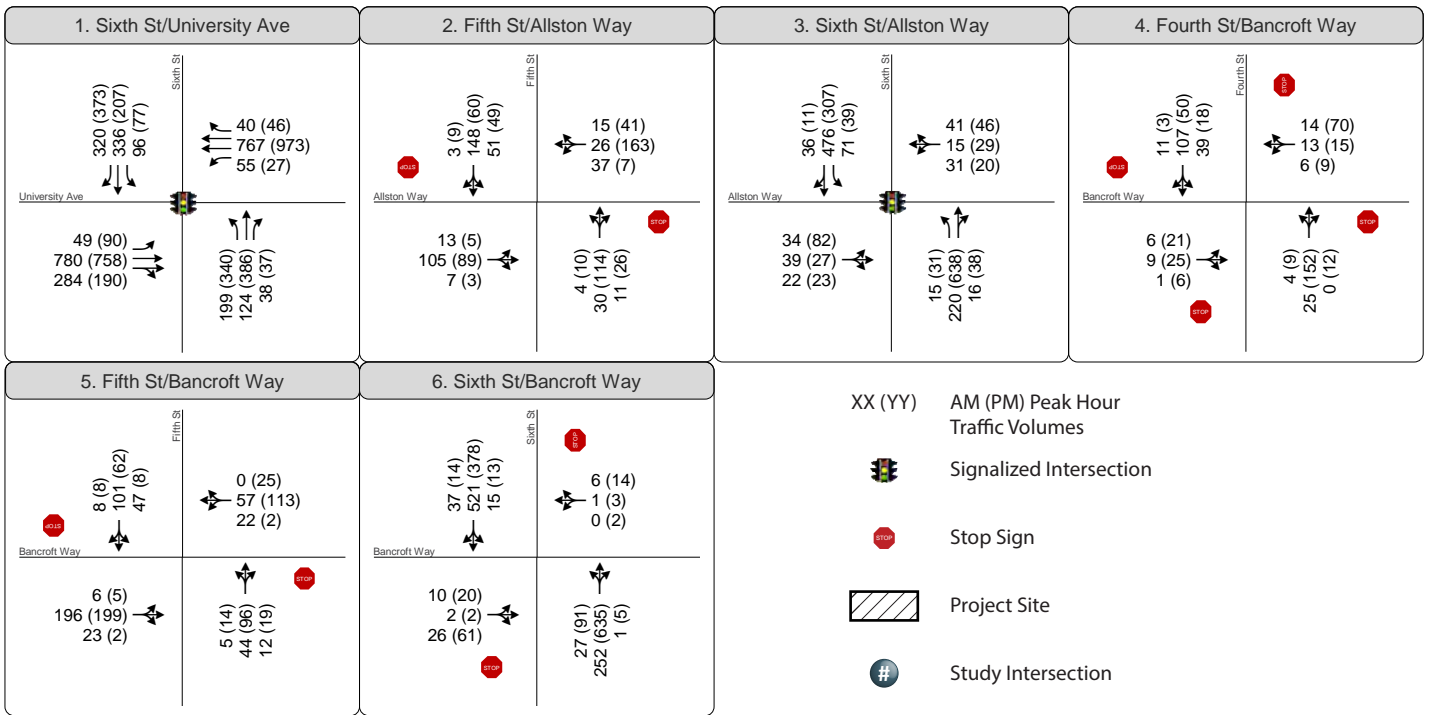 1. Sixth St/University Ave
Sixth St
320 (373)
336 (207)
96 (77)
40 (46)
767 (973)
55 (27)
University Ave
49 (90)
780 (758)
284 (190)
199 (340)
124 (386)
38 (37)
2. Fifth St/Allston Way
Fifth St
3 (9)
148 (60)
51 (49)
15 (41)
26 (163)
37 (7)
STOP
Allston Way
STOP
13 (5)
105 (89)
7 (3)
4 (10)
30 (114)
11 (26)
3. Sixth St/Allston Way
Sixth St
36 (11)
476 (307)
71 (39)
41 (46)
15 (29)
31 (20)
Allston Way
34 (82)
39 (27)
22 (23)
15 (31)
220 (638)
16 (38)
4. Fourth St/Bancroft Way
Fourth St
STOP
11 (3)
107 (50)
39 (18)
14 (70)
13 (15)
6 (9)
STOP
Bancroft Way
STOP
6 (21)
9 (25)
1 (6)
4 (9)
25 (152)
0 (12)
STOP
5. Fifth St/Bancroft Way
Fifth St
8 (8)
101 (62)
47 (8)
0 (25)
57 (113)
22 (2)
STOP
Bancroft Way
STOP
6 (5)
196 (199)
23 (2)
5 (14)
44 (96)
12 (19)
6. Sixth St/Bancroft Way
Sixth St
STOP
37 (14)
521 (378)
15 (13)
6 (14)
1 (3)
0 (2)
Bancroft Way
10 (20)
2 (2)
26 (61)
27 (91)
252 (635)
1 (5)
STOP
XX (YY) AM (PM) Peak Hour
Traffic Volumes
Signalized Intersection
STOP Stop Sign
Project Site
# Study Intersection